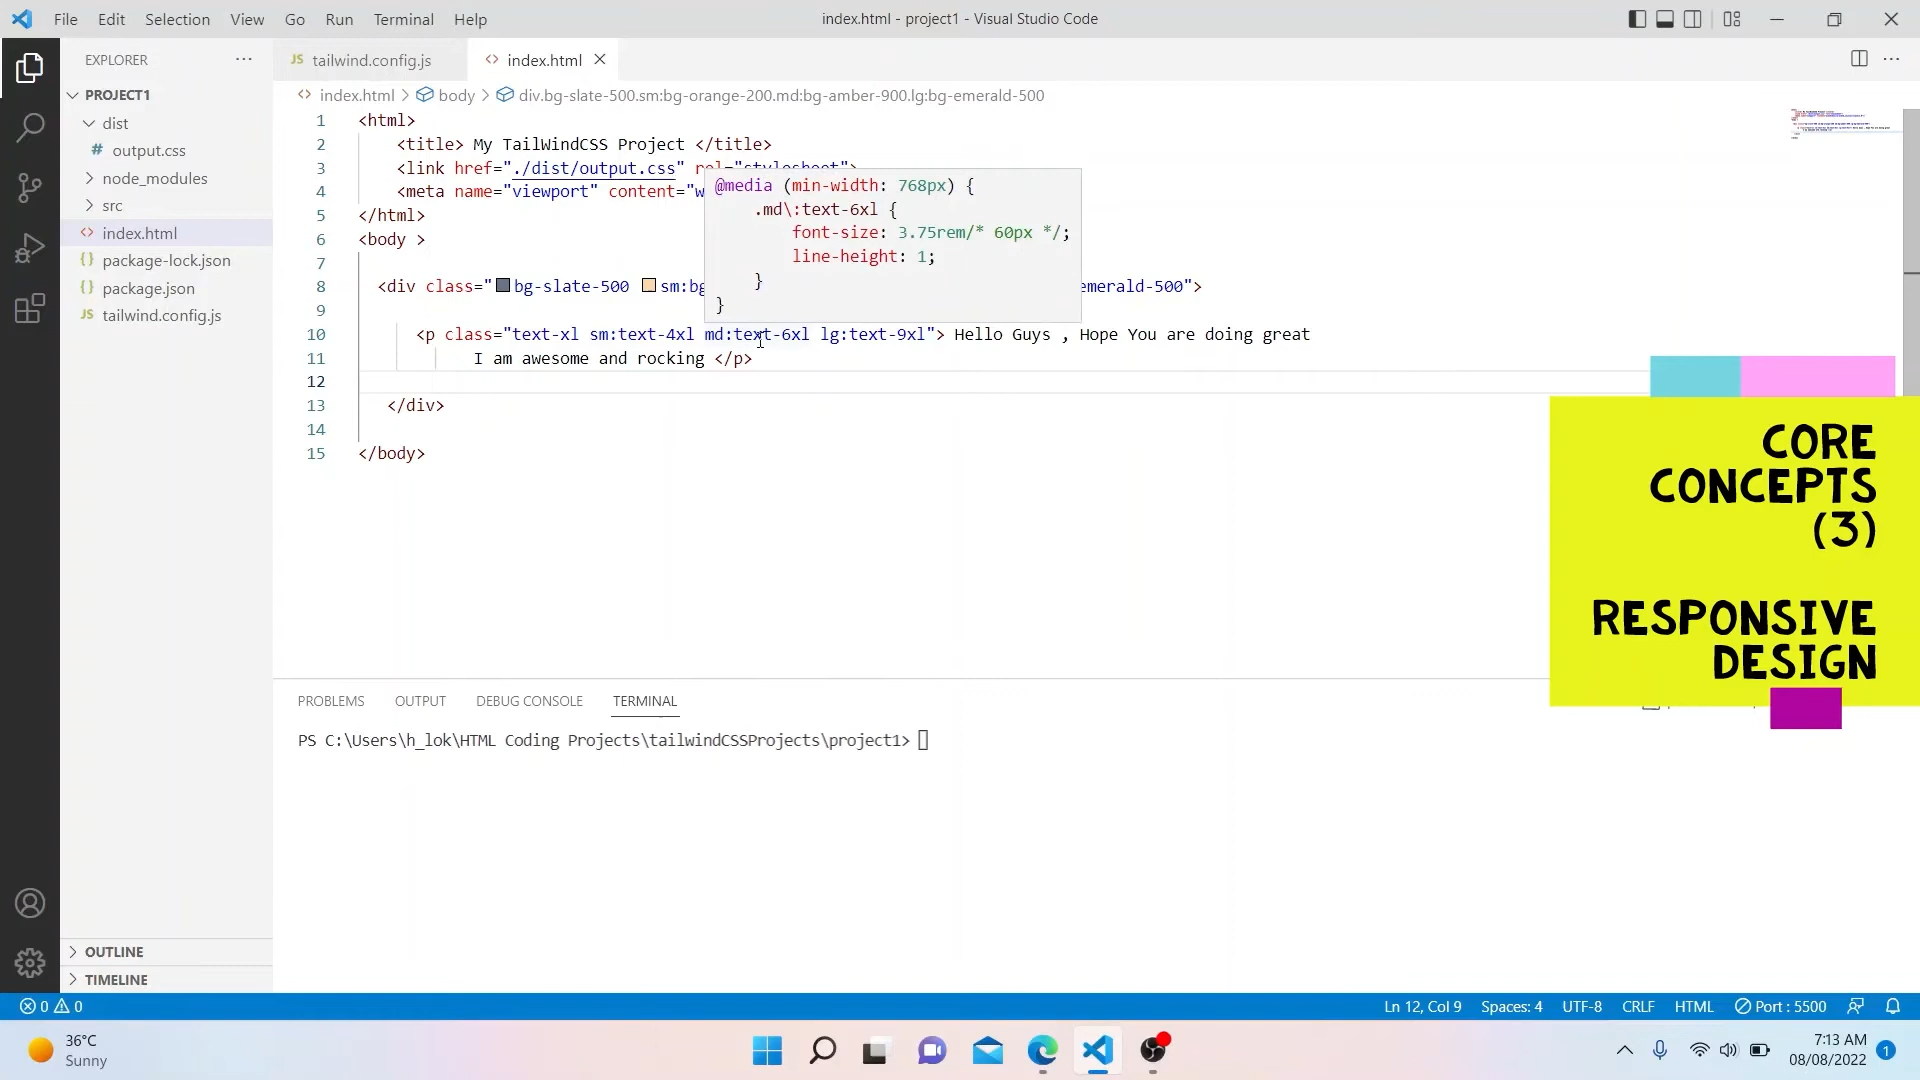 File Edit Selection View Go Run Terminal Help
index.html - project1 - Visual Studio Code
EXPLORER
PROJECT1
dist
output.css
node_modules
src
index.html
package-lock.json
package.json
tailwind.config.js
OUTLINE
TIMELINE
tailwind.config.js index.html
index.html > body > div.bg-slate-500.sm:bg-orange-200.md:bg-amber-900.lg:bg-emerald-500
1 <html>
2 <title> My TailWindCSS Project </title>
3 <link href="./dist/output.css" rel="stylesheet">
4 <meta name="viewport" content="w
5 </html>
6 <body >
7
8 <div class="bg-slate-500 sm:bg emerald-500">
9
10 <p class="text-xl sm:text-4xl md:text-6xl lg:text-9xl"> Hello Guys , Hope You are doing great
11 I am awesome and rocking </p>
12
13 </div>
14
15 </body>
@media (min-width: 768px) {
.md\:text-6xl {
font-size: 3.75rem/* 60px */;
line-height: 1;
}
}
CORE
CONCEPTS
(3)
RESPONSIVE
DESIGN
PROBLEMS OUTPUT DEBUG CONSOLE TERMINAL
PS C:\Users\h_lok\HTML Coding Projects\tailwindCSSProjects\project1>
0 0
Ln 12, Col 9 Spaces: 4 UTF-8 CRLF HTML Port : 5500
36°C
Sunny
7:13 AM
08/08/2022
1